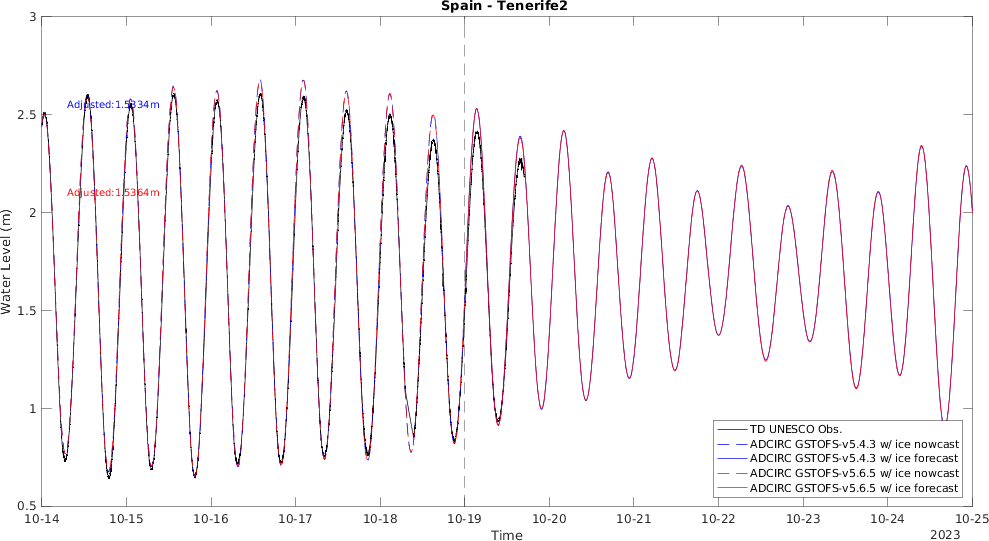 Spain - Tenerife2
3
2.5
2
1.5
1
0.5
Water Level (m)
Adjusted:1.5334m
Adjusted:1.5364m
TD UNESCO Obs.
ADCIRC GSTOFS-v5.4.3 w/ ice nowcast
ADCIRC GSTOFS-v5.4.3 w/ ice forecast
ADCIRC GSTOFS-v5.6.5 w/ ice nowcast
ADCIRC GSTOFS-v5.6.5 w/ ice forecast
10-14 10-15 10-16 10-17 10-18 10-19 10-20 10-21 10-22 10-23 10-24 10-25
Time
2023